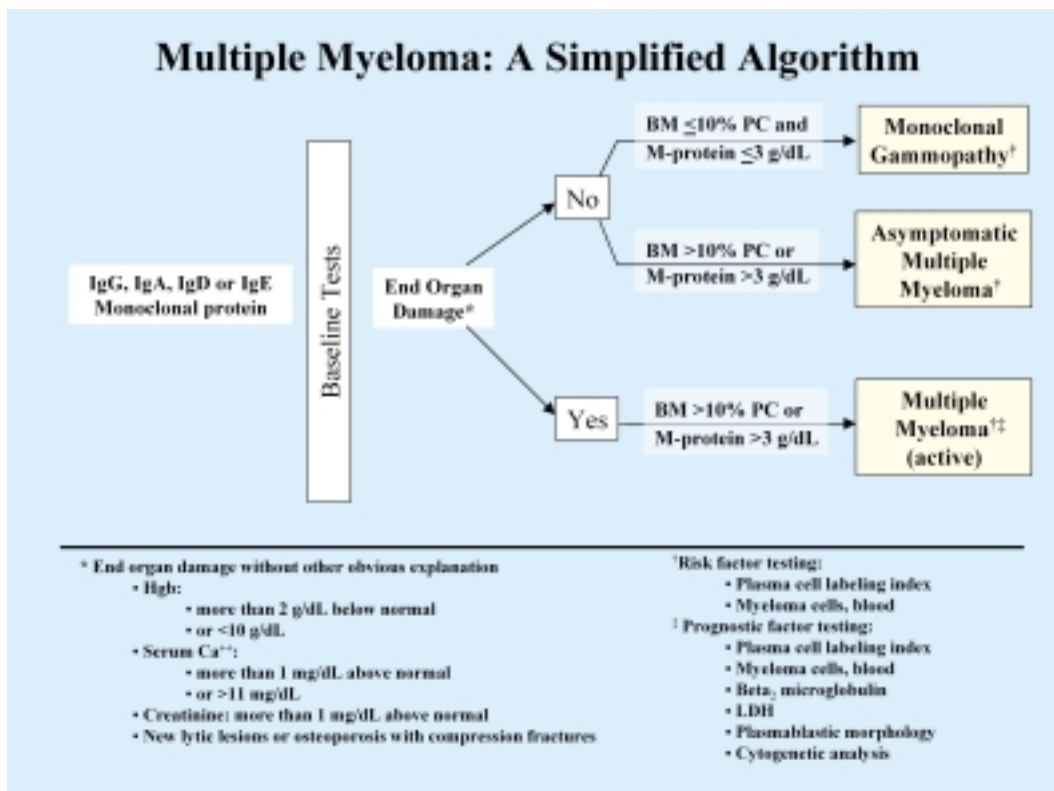 Multiple Myeloma: A Simplified Algorithm
IgG, IgA, IgD or IgE
Monoclonal protein
Baseline Tests
End Organ
Damage*
No
BM ≤10% PC and
M-protein ≤3 g/dL
Monoclonal
Gammopathy†
BM >10% PC or
M-protein >3 g/dL
Asymptomatic
Multiple
Myeloma†
Yes
BM >10% PC or
M-protein >3 g/dL
Multiple
Myeloma†‡
(active)
* End organ damage without other obvious explanation
• Hgb:
• more than 2 g/dL below normal
• or <10 g/dL
• Serum Ca⁺⁺:
• more than 1 mg/dL above normal
• or >11 mg/dL
• Creatinine: more than 1 mg/dL above normal
• New lytic lesions or osteoporosis with compression fractures
†Risk factor testing:
• Plasma cell labeling index
• Myeloma cells, blood
‡ Prognostic factor testing:
• Plasma cell labeling index
• Myeloma cells, blood
• Beta₂ microglobulin
• LDH
• Plasmablastic morphology
• Cytogenetic analysis